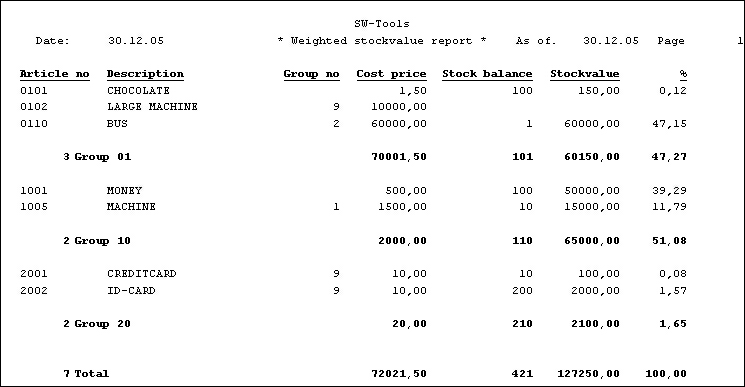 SW-Tools
Date: 30.12.05 * Weighted stockvalue report * As of. 30.12.05 Page 1
Article no Description Group no Cost price Stock balance Stockvalue %
0101 CHOCOLATE 1,50 100 150,00 0,12
0102 LARGE MACHINE 9 10000,00
0110 BUS 2 60000,00 1 60000,00 47,15
3 Group 01 70001,50 101 60150,00 47,27
1001 MONEY 500,00 100 50000,00 39,29
1005 MACHINE 1 1500,00 10 15000,00 11,79
2 Group 10 2000,00 110 65000,00 51,08
2001 CREDITCARD 9 10,00 10 100,00 0,08
2002 ID-CARD 9 10,00 200 2000,00 1,57
2 Group 20 20,00 210 2100,00 1,65
7 Total 72021,50 421 127250,00 100,00